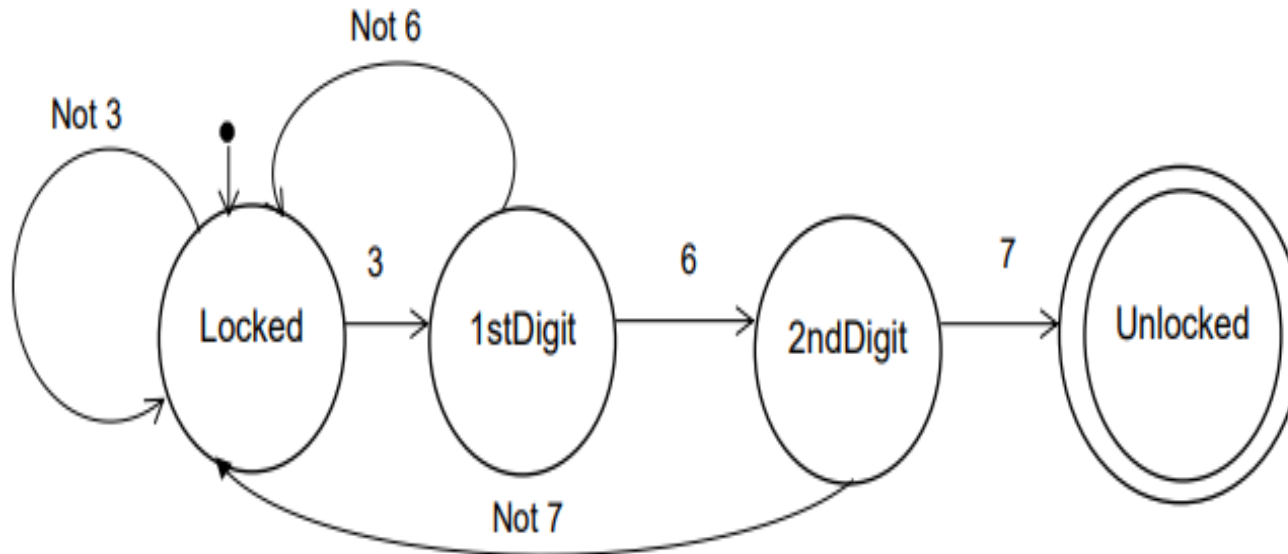 Not 6
Not 3
3
6
7
Locked
1stDigit
2ndDigit
Unlocked
Not 7